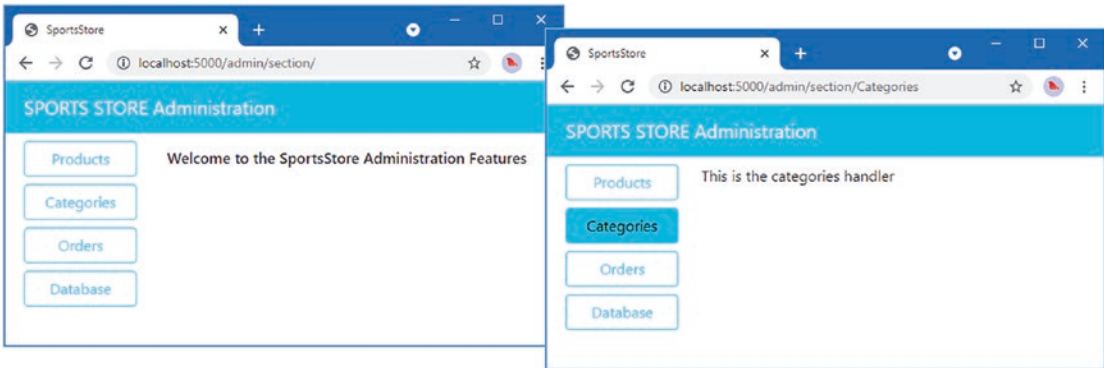 SportsStore
localhost:5000/admin/section/
SPORTS STORE Administration
Products
Welcome to the SportsStore Administration Features
Categories
Orders
Database
SportsStore
localhost:5000/admin/section/Categories
SPORTS STORE Administration
Products
This is the categories handler
Categories
Orders
Database